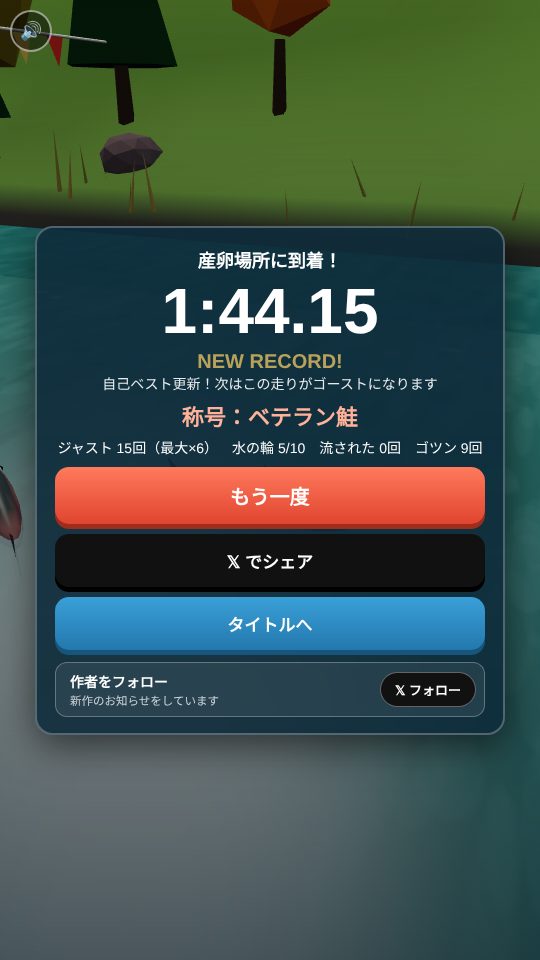 産卵場所に到着！
1:44.15
NEW RECORD!
自己ベスト更新！次はこの走りがゴーストになります
称号：ベテラン鮭
ジャスト 15回（最大×6） 水の輪 5/10 流された 0回 ゴツン 9回
もう一度
𝕏 でシェア
タイトルへ
作者をフォロー
新作のお知らせをしています
𝕏 フォロー